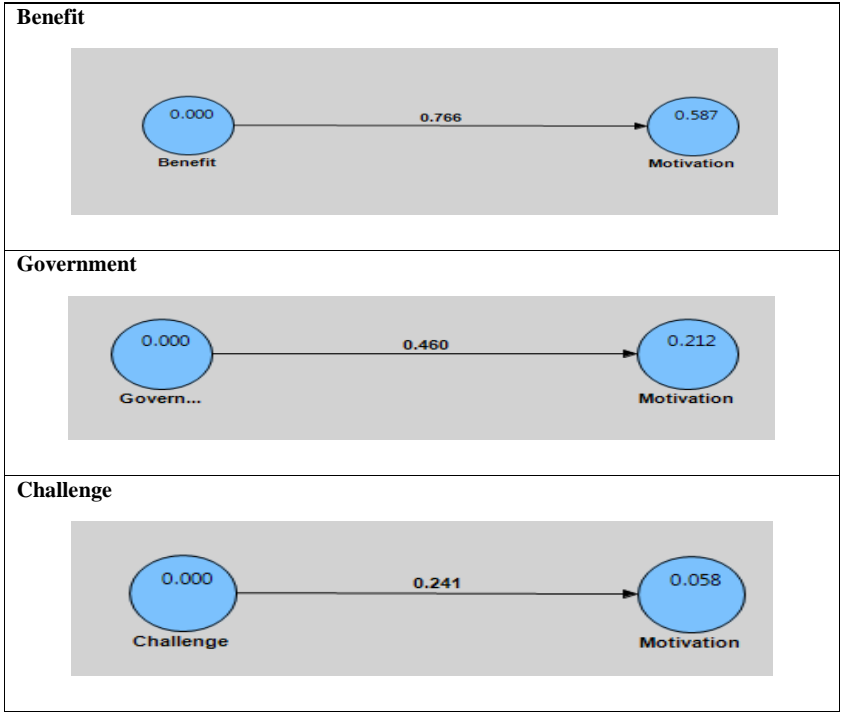 Benefit
0.000
0.766
0.587
Benefit
Motivation
Government
0.000
0.460
0.212
Govern...
Motivation
Challenge
0.000
0.241
0.058
Challenge
Motivation